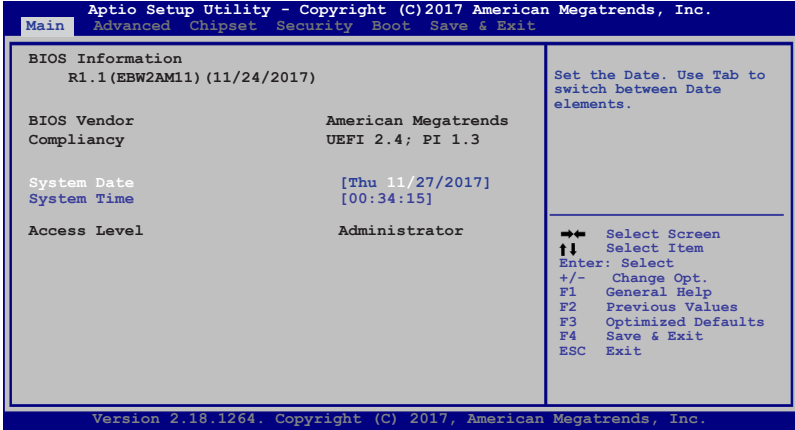 Aptio Setup Utility - Copyright (C)2017 American Megatrends, Inc.
Main Advanced Chipset Security Boot Save & Exit
BIOS Information
R1.1(EBW2AM11)(11/24/2017)
BIOS Vendor American Megatrends
Compliancy UEFI 2.4; PI 1.3
System Date [Thu 11/27/2017]
System Time [00:34:15]
Access Level Administrator
Set the Date. Use Tab to
switch between Date
elements.
→← Select Screen
↑↓ Select Item
Enter: Select
+/- Change Opt.
F1 General Help
F2 Previous Values
F3 Optimized Defaults
F4 Save & Exit
ESC Exit
Version 2.18.1264. Copyright (C) 2017, American Megatrends, Inc.